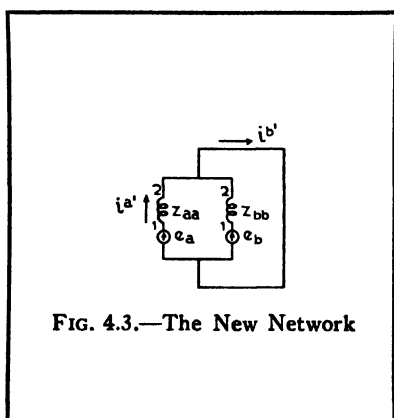 i^b'
2 2
i^a' Z_aa Z_bb
1 1
e_a e_b
FIG. 4.3.—The New Network